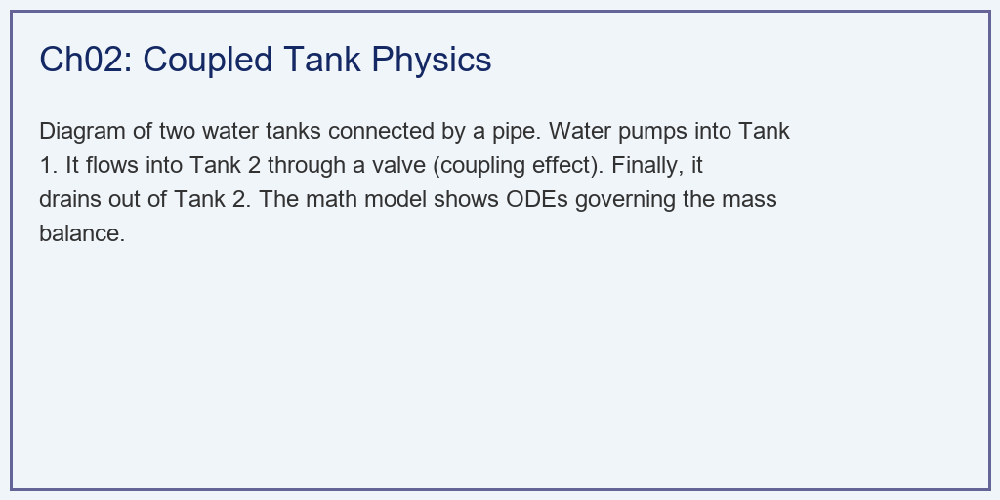 Ch02: Coupled Tank Physics
Diagram of two water tanks connected by a pipe. Water pumps into Tank
1. It flows into Tank 2 through a valve (coupling effect). Finally, it
drains out of Tank 2. The math model shows ODEs governing the mass
balance.